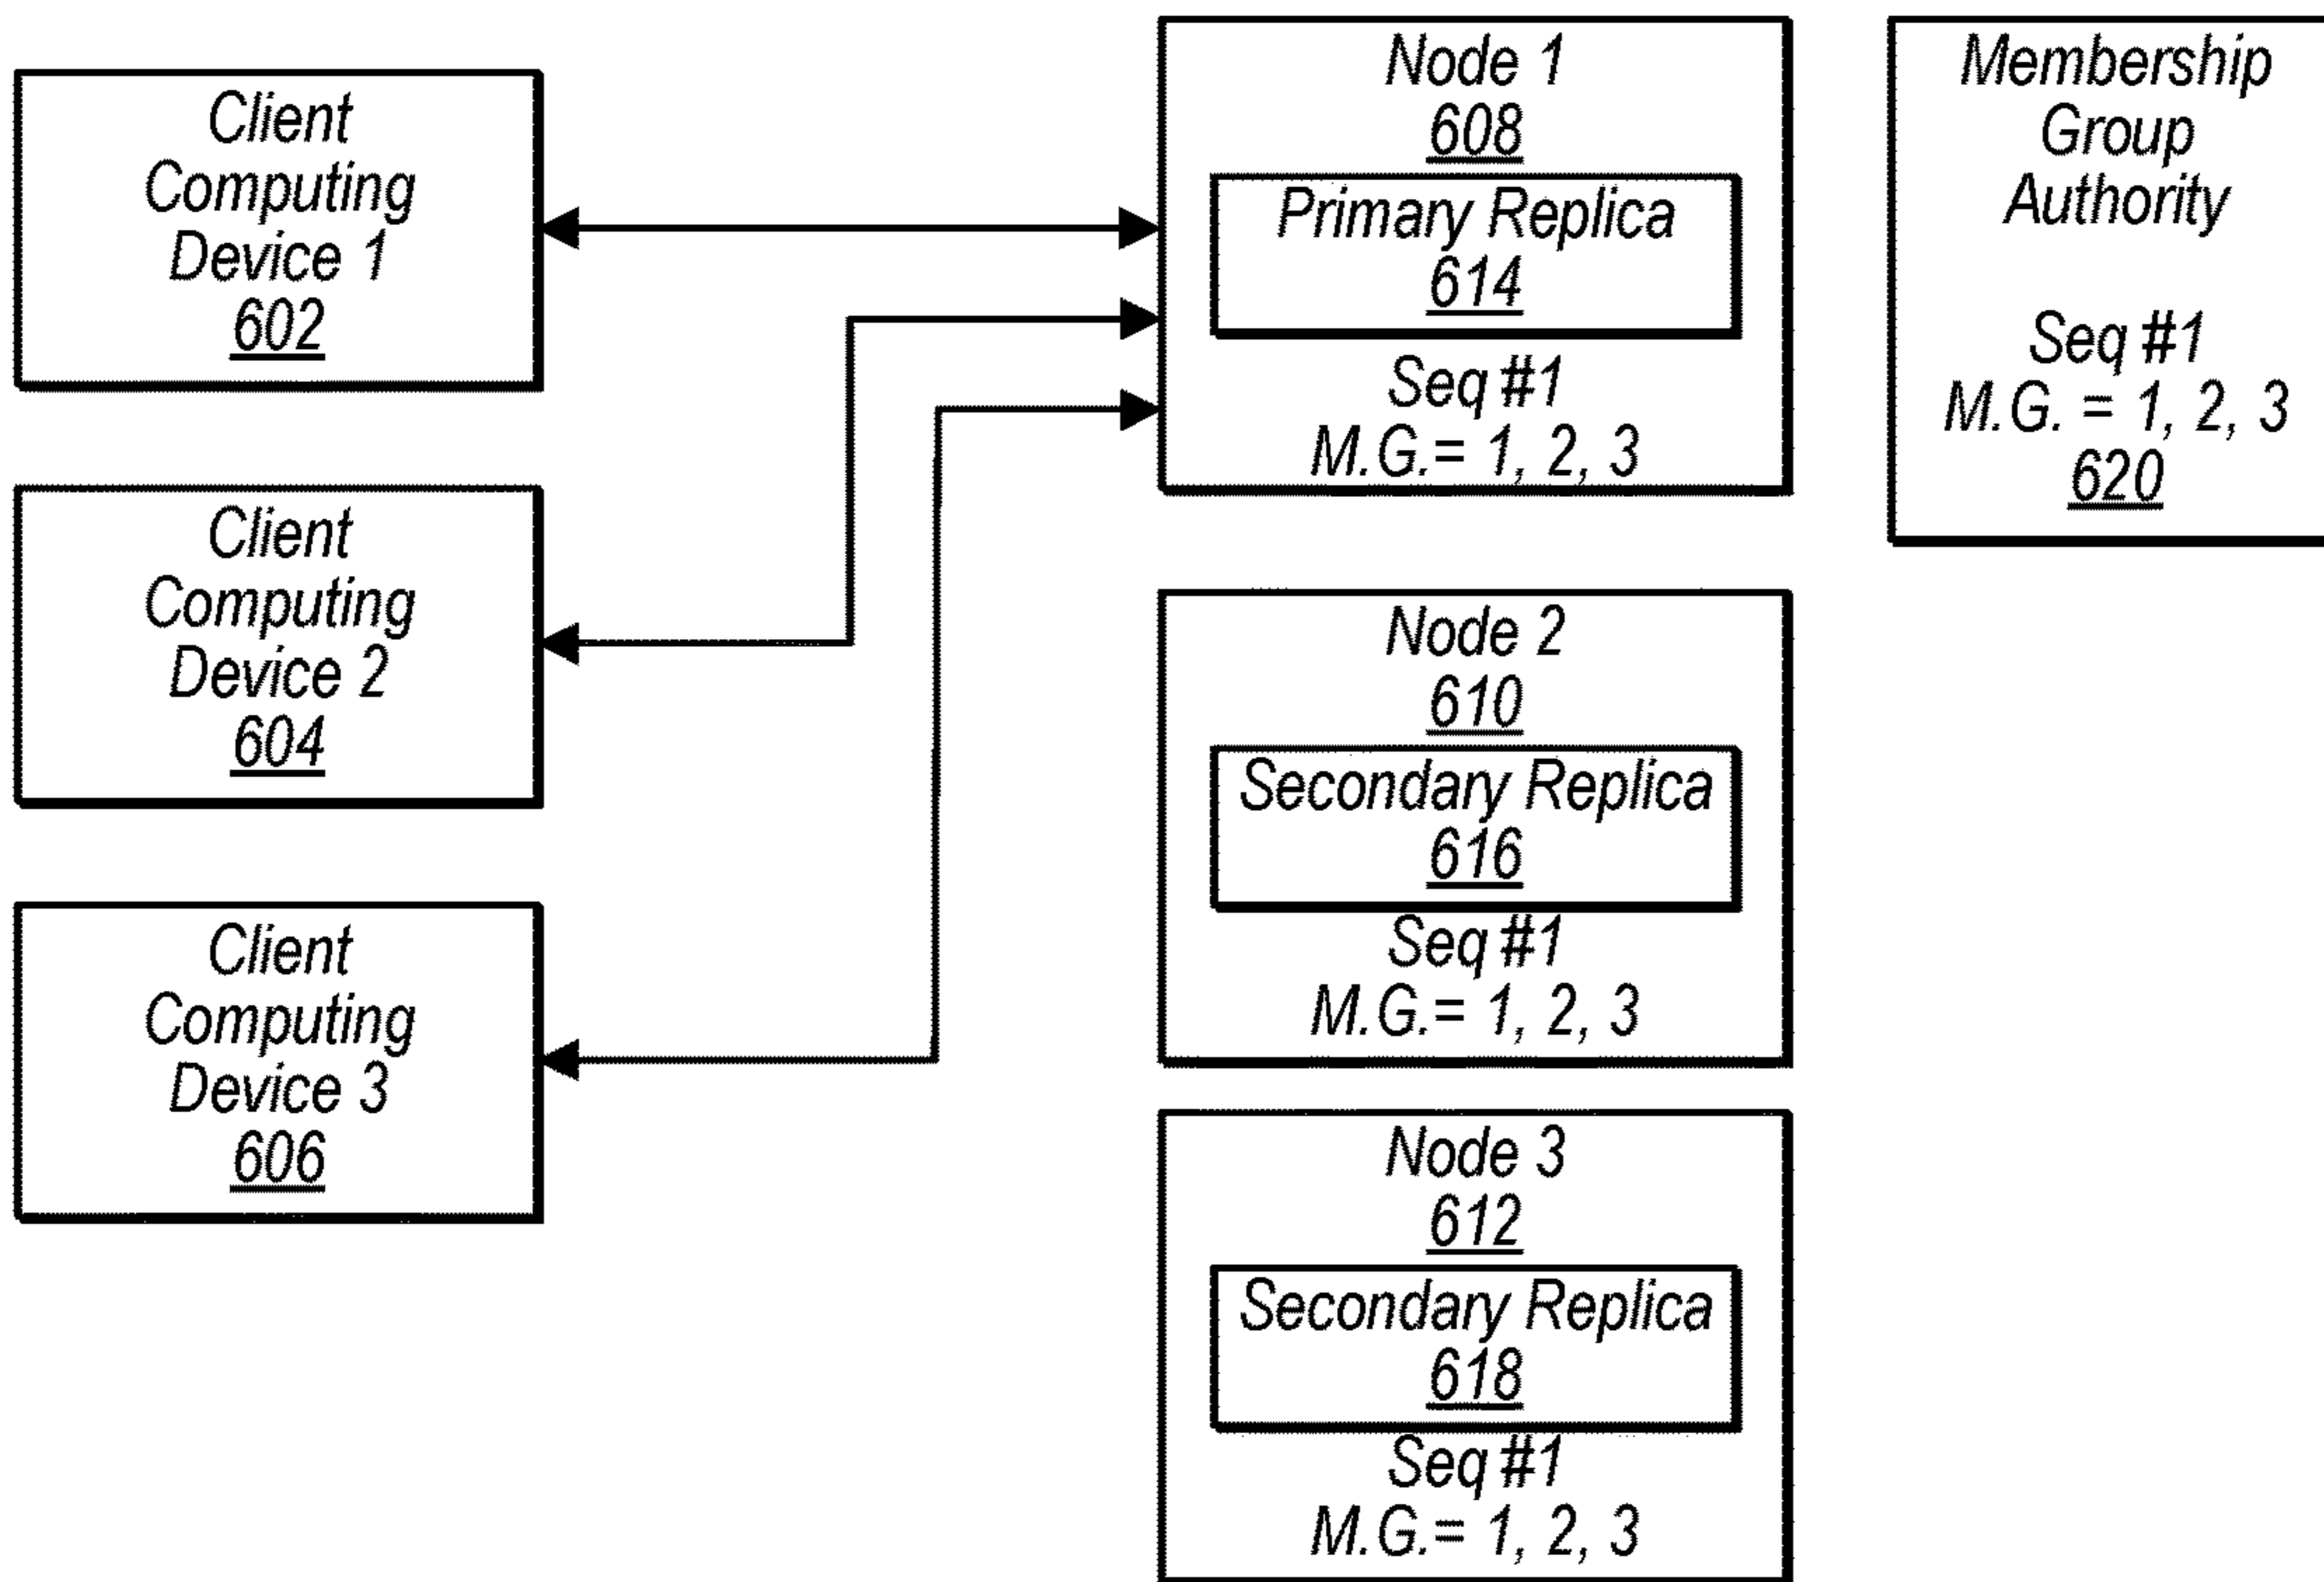 Client
Computing
Device 1
602
Client
Computing
Device 2
604
Client
Computing
Device 3
606
Node 1
608
Primary Replica
614
Seq #1
M.G.= 1, 2, 3
Node 2
610
Secondary Replica
616
Seq #1
M.G.= 1, 2, 3
Node 3
612
Secondary Replica
618
Seq #1
M.G.= 1, 2, 3
Membership
Group
Authority
Seq #1
M.G. = 1, 2, 3
620